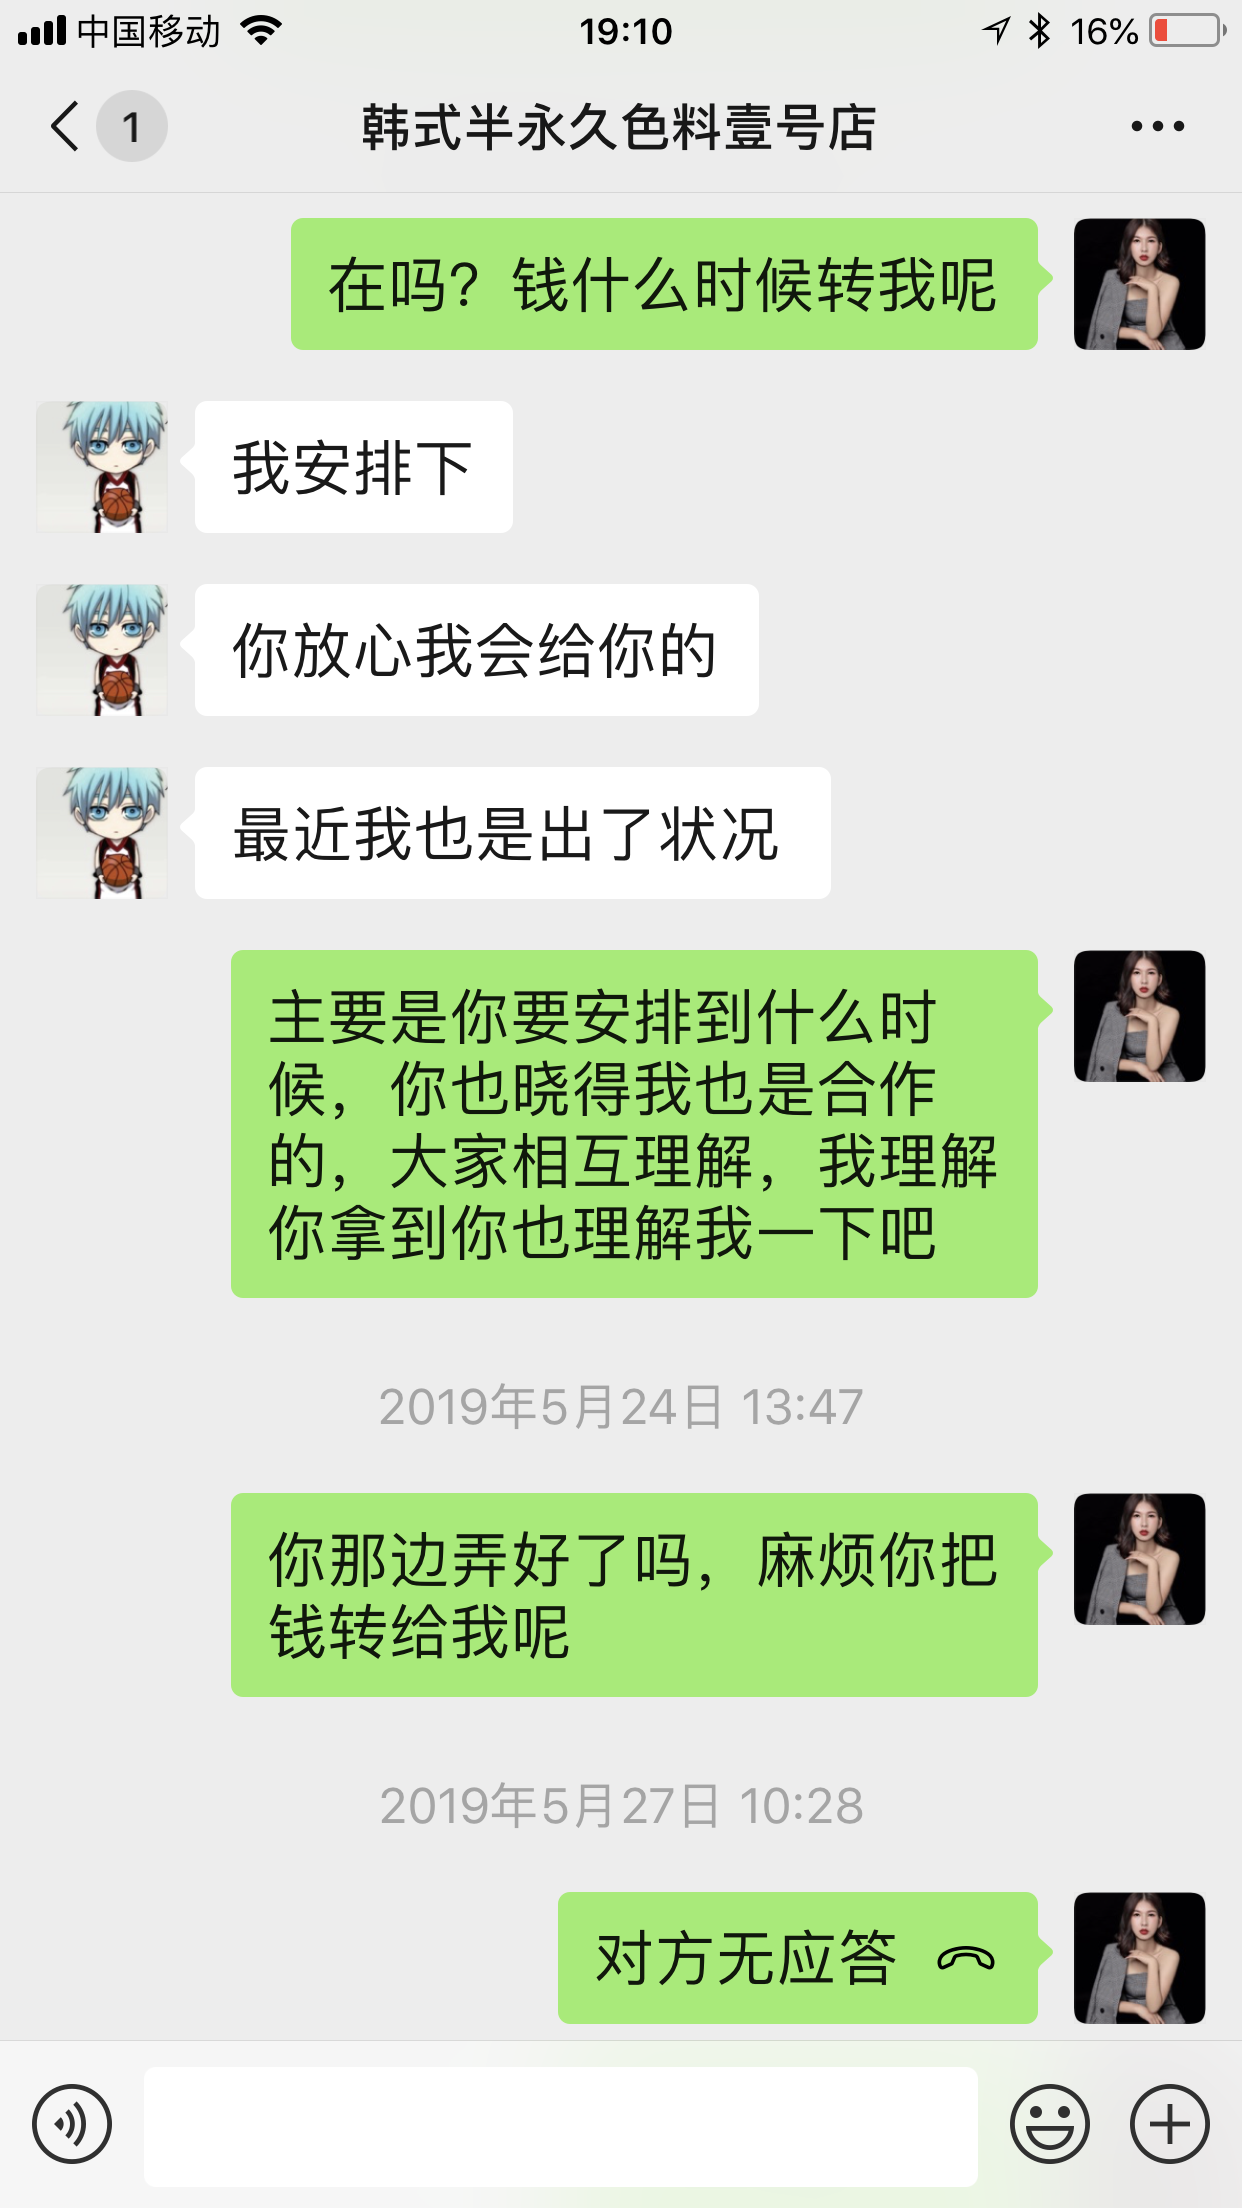 中国移动 19:10 16%
1 韩式半永久色料壹号店
在吗？钱什么时候转我呢
我安排下
你放心我会给你的
最近我也是出了状况
主要是你要安排到什么时
候，你也晓得我也是合作
的，大家相互理解，我理解
你拿到你也理解我一下吧
2019年5月24日 13:47
你那边弄好了吗，麻烦你把
钱转给我呢
2019年5月27日 10:28
对方无应答